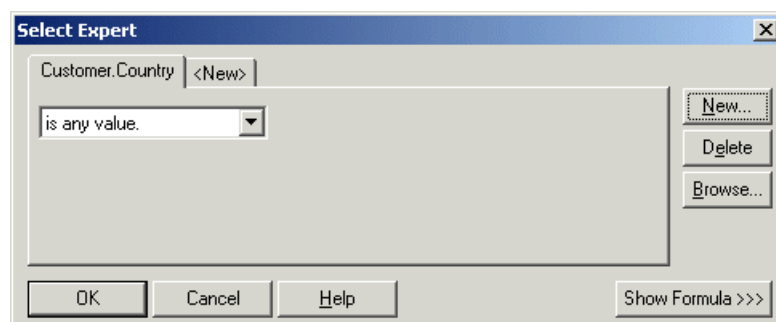 Select Expert
Customer.Country <New>
is any value.
New...
Delete
Browse...
OK Cancel Help Show Formula >>>